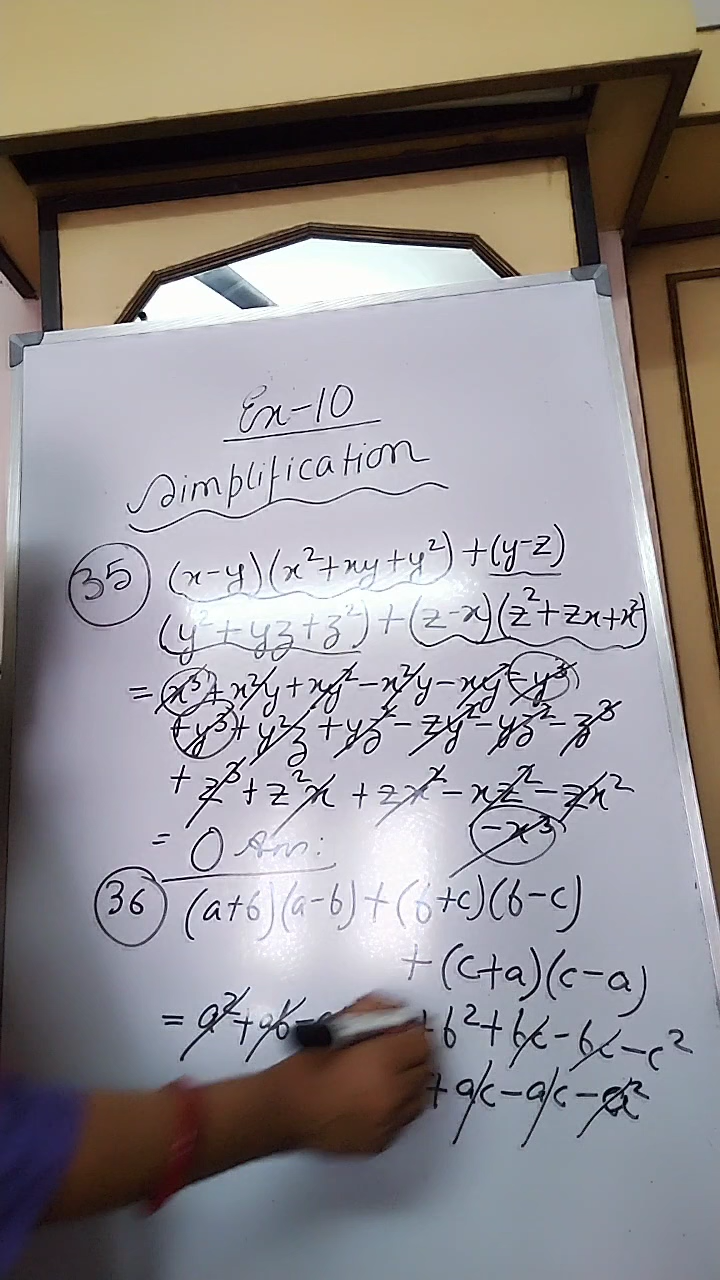 Ex-10
Simplification
35 (x-y)(x²+xy+y²)+(y-z)
(y²+yz+z²)+(z-x)(z²+zx+x²)
= x³+x²y+xy²-x²y-xy²-y³
+y³+y²z+yz²-zy²-yz²-z³
+z³+z²x+zx²-xz²-zx²
-x³
= 0 Ans:
36 (a+b)(a-b)+(b+c)(b-c)
+(c+a)(c-a)
= a²+ab- +b²+bc-bc-c²
+ac-ac-a²